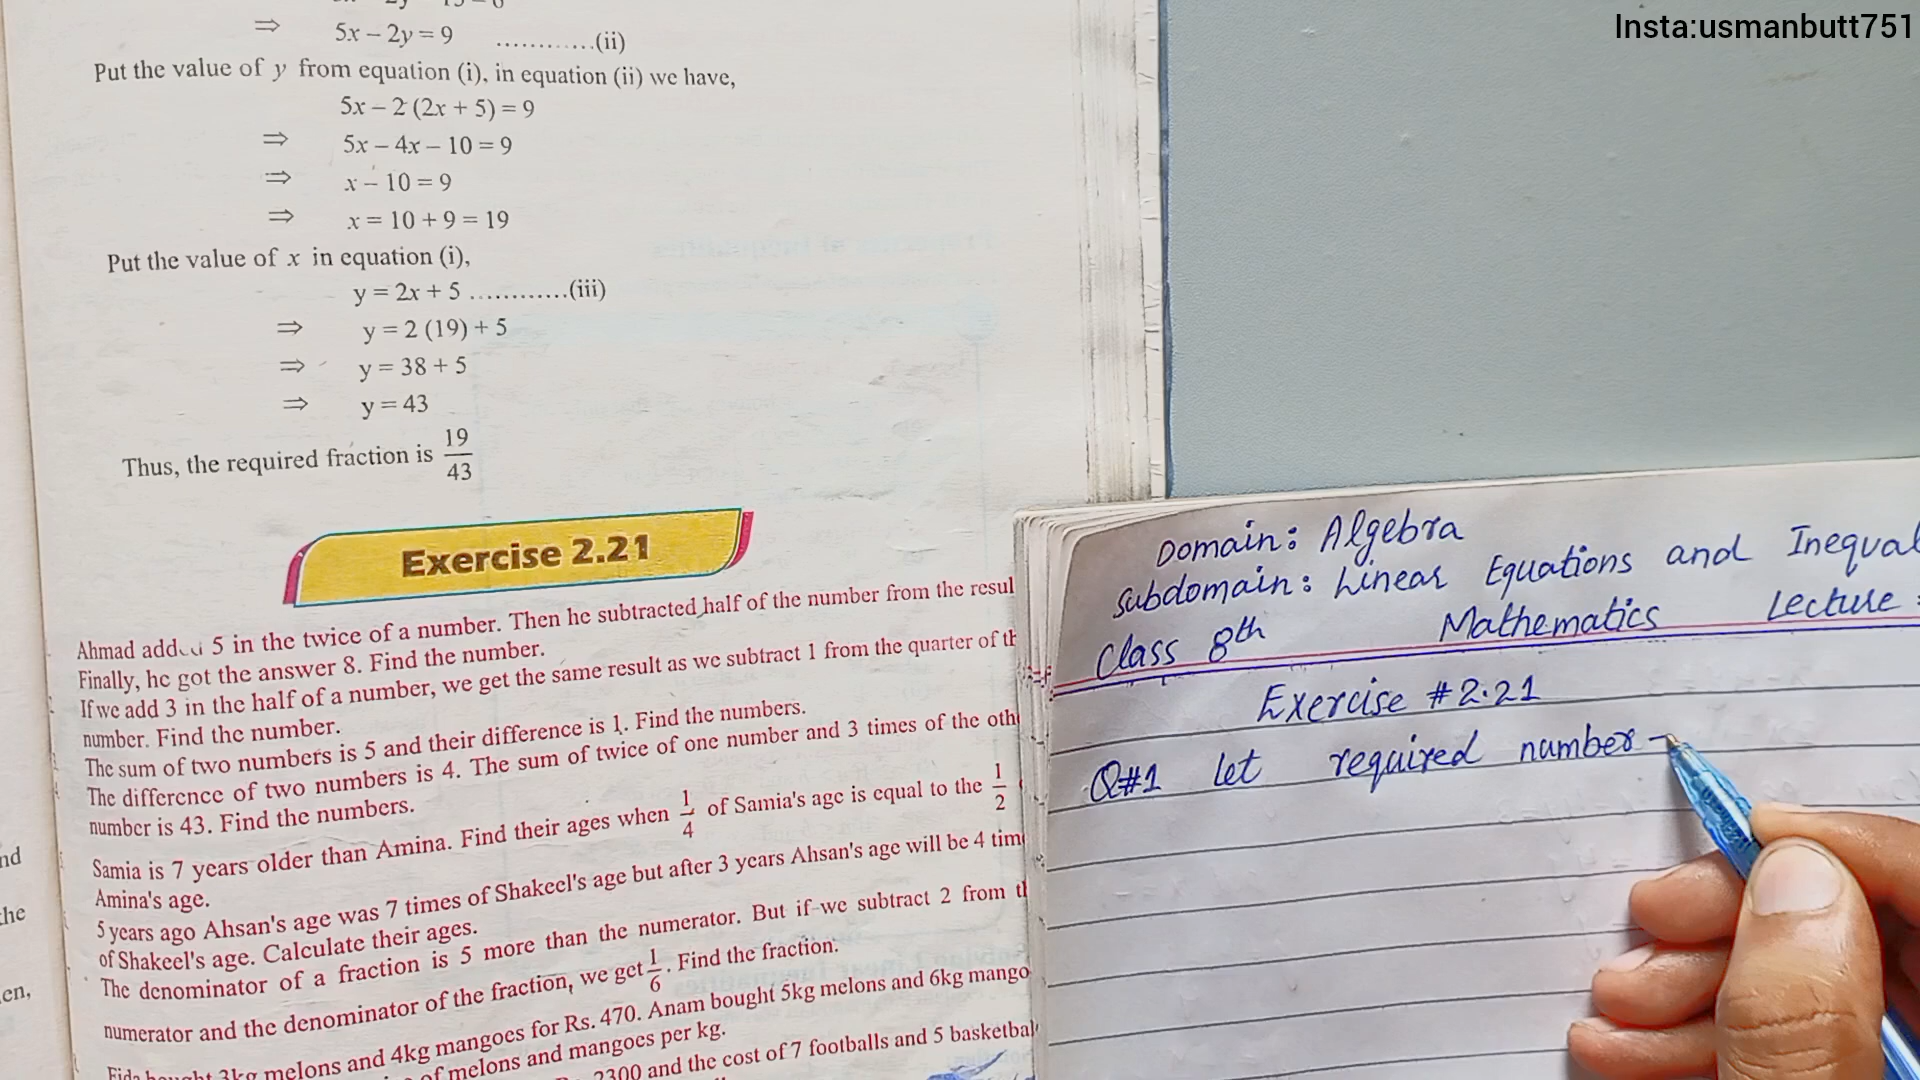 Insta:usmanbutt751
⇒ 5x – 2y = 9 ............(ii)
Put the value of y from equation (i), in equation (ii) we have,
5x – 2 (2x + 5) = 9
⇒ 5x – 4x – 10 = 9
⇒ x – 10 = 9
⇒ x = 10 + 9 = 19
Put the value of x in equation (i),
y = 2x + 5 ............(iii)
⇒ y = 2 (19) + 5
⇒ y = 38 + 5
⇒ y = 43
Thus, the required fraction is 19/43
Exercise 2.21
Ahmad added 5 in the twice of a number. Then he subtracted half of the number from the resul
Finally, he got the answer 8. Find the number.
If we add 3 in the half of a number, we get the same result as we subtract 1 from the quarter of th
number. Find the number.
The sum of two numbers is 5 and their difference is 1. Find the numbers.
The difference of two numbers is 4. The sum of twice of one number and 3 times of the oth
number is 43. Find the numbers.
Samia is 7 years older than Amina. Find their ages when 1/4 of Samia's age is equal to the 1/2
Amina's age.
5 years ago Ahsan's age was 7 times of Shakeel's age but after 3 years Ahsan's age will be 4 tim
of Shakeel's age. Calculate their ages.
The denominator of a fraction is 5 more than the numerator. But if we subtract 2 from th
numerator and the denominator of the fraction, we get 1/6. Find the fraction.
bought 3kg melons and 4kg mangoes for Rs. 470. Anam bought 5kg melons and 6kg mango
of melons and mangoes per kg.
2300 and the cost of 7 footballs and 5 basketbal
nd
the
en,
Domain: Algebra
Subdomain: Linear Equations and Inequal
Class 8th Mathematics Lecture :
Exercise #2.21
Q#1 let required number –